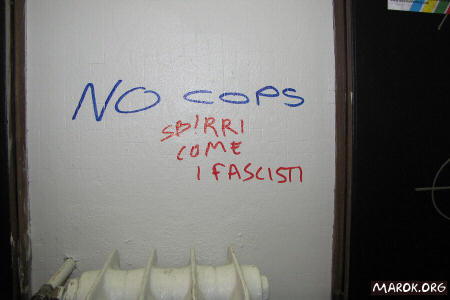 NO COPS
SBIRRI
COME
I FASCISTI
MAROK.ORG